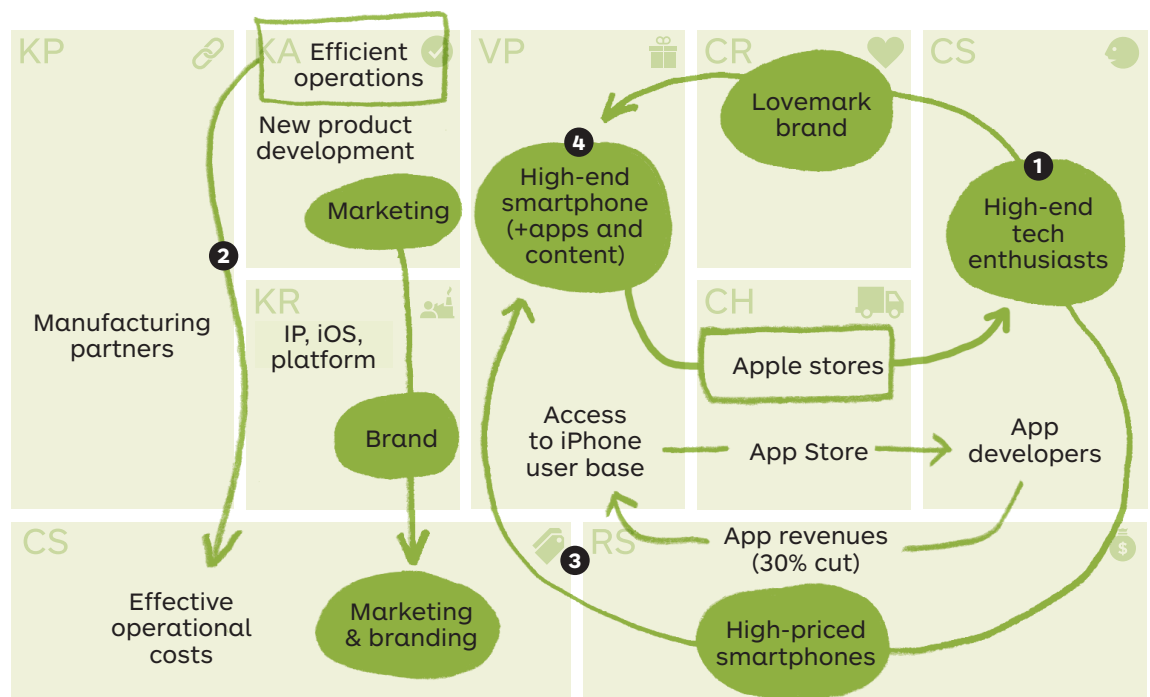 KP
KA
Efficient
operations
New product
development
Marketing
VP
4
High-end
smartphone
(+apps and
content)
CR
Lovemark
brand
CS
1
High-end
tech
enthusiasts
2
Manufacturing
partners
KR
IP, iOS,
platform
Brand
Access
to iPhone
user base
CH
Apple stores
App Store
App
developers
CS
Effective
operational
costs
Marketing
& branding
3
RS
App revenues
(30% cut)
$
High-priced
smartphones